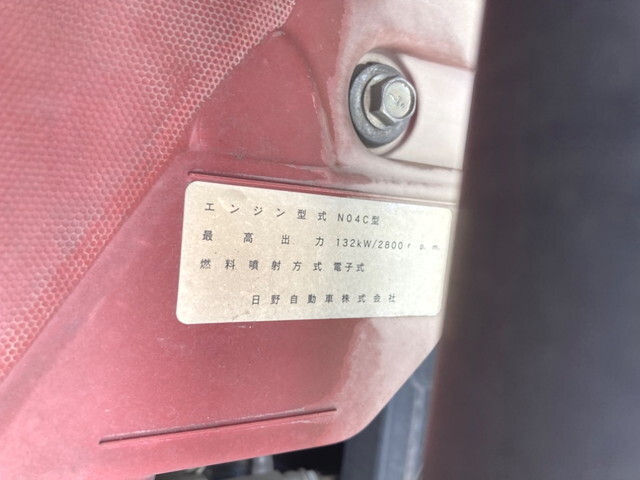 エンジン型式 N04C型
最高出力 132kW/2800r.p.m.
燃料噴射方式 電子式
日野自動車株式会社